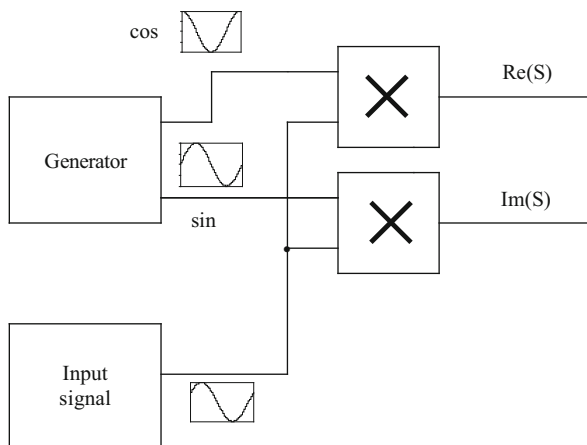 cos
Re(S)
Generator
Im(S)
sin
Input
signal